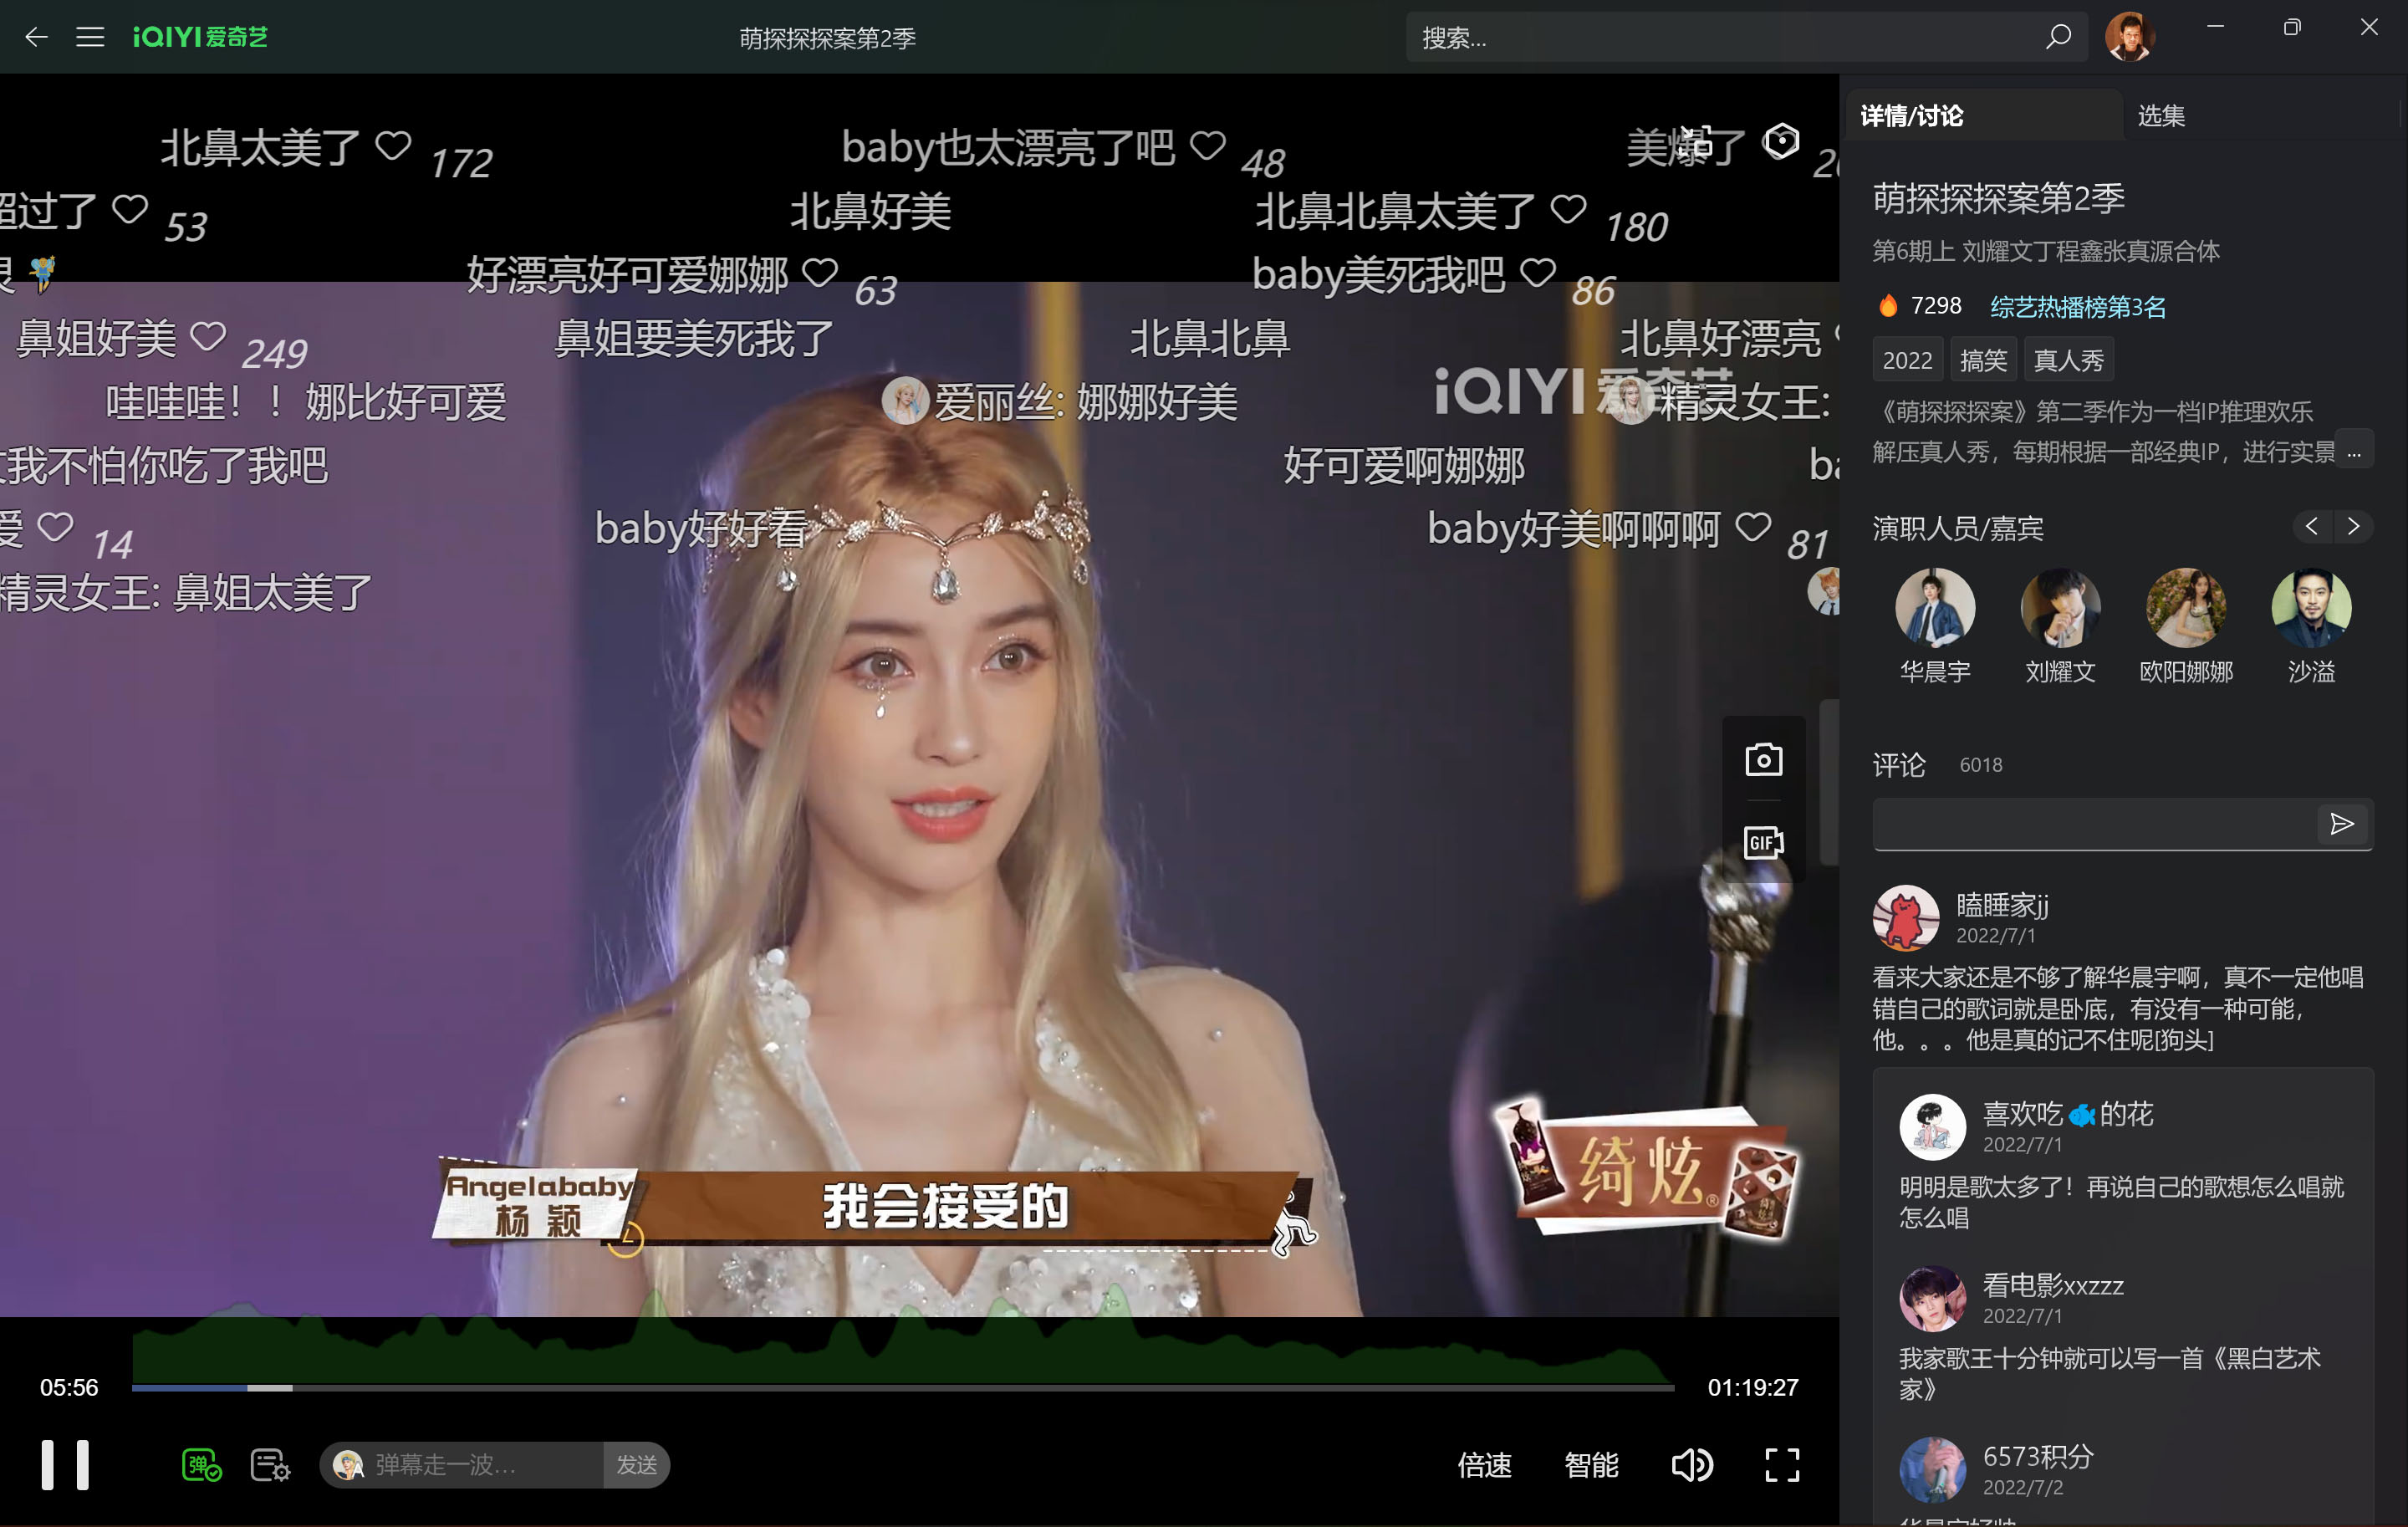 iQIYI 爱奇艺
萌探探探案第2季
搜索...
北鼻太美了 172
baby也太漂亮了吧 48
美爆了
超过了 53
北鼻好美
北鼻北鼻太美了 180
好漂亮好可爱娜娜 63
baby美死我吧 86
鼻姐好美 249
鼻姐要美死我了
北鼻北鼻
北鼻好漂亮
iQIYI 爱奇艺
哇哇哇！！娜比好可爱
爱丽丝: 娜娜好美
精灵女王:
我不怕你吃了我吧
好可爱啊娜娜
爱 14
baby好好看
baby好美啊啊啊 81
精灵女王: 鼻姐太美了
GIF
Angelababy
杨 颖
我会接受的
绮炫®
05:56
01:19:27
弹
弹幕走一波...
发送
倍速
智能
详情/讨论
选集
萌探探探案第2季
第6期上 刘耀文丁程鑫张真源合体
7298 综艺热播榜第3名
2022 搞笑 真人秀
《萌探探探案》第二季作为一档IP推理欢乐
解压真人秀，每期根据一部经典IP，进行实景 ...
演职人员/嘉宾
华晨宇 刘耀文 欧阳娜娜 沙溢
评论 6018
瞌睡家jj
2022/7/1
看来大家还是不够了解华晨宇啊，真不一定他唱
错自己的歌词就是卧底，有没有一种可能，
他。。。他是真的记不住呢[狗头]
喜欢吃🐟的花
2022/7/1
明明是歌太多了！再说自己的歌想怎么唱就
怎么唱
看电影xxzzz
2022/7/1
我家歌王十分钟就可以写一首《黑白艺术
家》
6573积分
2022/7/2